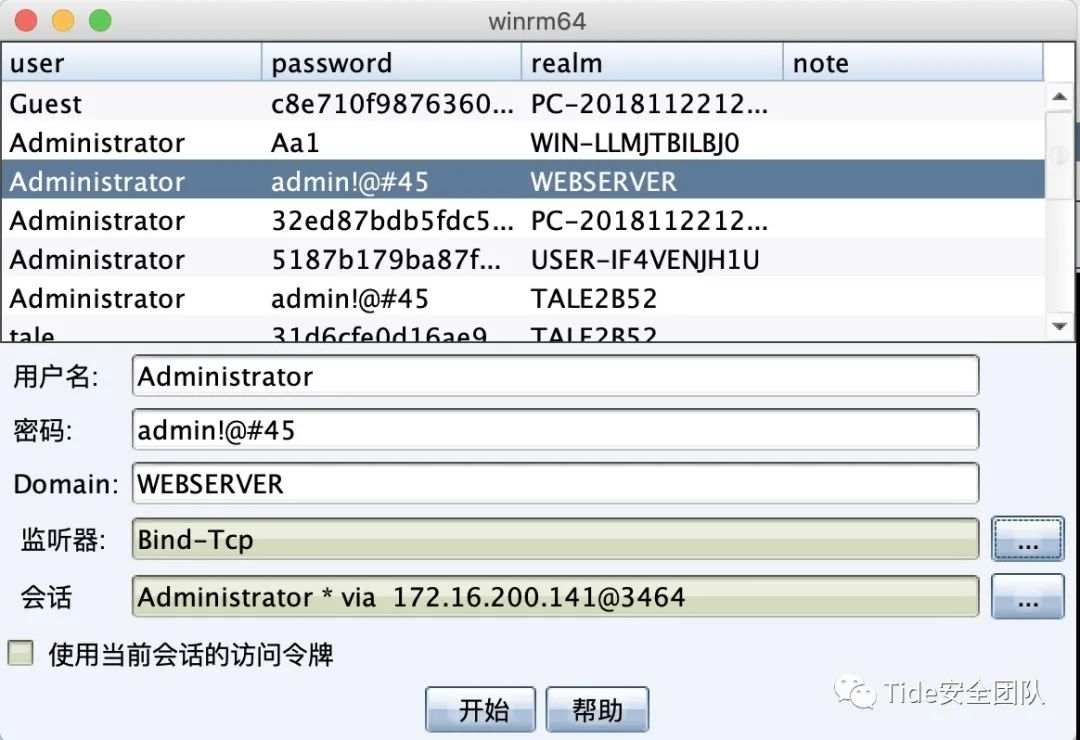 winrm64
user password realm note
Guest c8e710f9876360... PC-2018112212...
Administrator Aa1 WIN-LLMJTBILBJ0
Administrator admin!@#45 WEBSERVER
Administrator 32ed87bdb5fdc5... PC-2018112212...
Administrator 5187b179ba87f... USER-IF4VENJH1U
Administrator admin!@#45 TALE2B52
tale 31d6cfe0d16ae9 TALE2B52
用户名: Administrator
密码: admin!@#45
Domain: WEBSERVER
监听器: Bind-Tcp ...
会话 Administrator * via 172.16.200.141@3464 ...
使用当前会话的访问令牌
开始 帮助
Tide安全团队